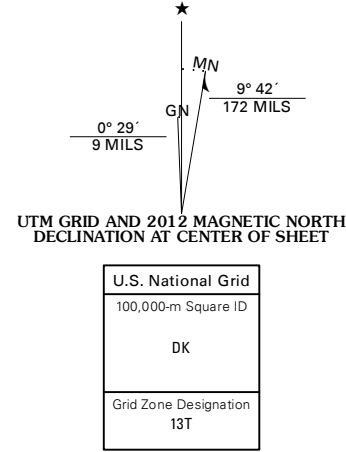 ★
MN
GN
9° 42´
172 MILS
0° 29´
9 MILS
UTM GRID AND 2012 MAGNETIC NORTH
DECLINATION AT CENTER OF SHEET
U.S. National Grid
100,000-m Square ID
DK
Grid Zone Designation
13T